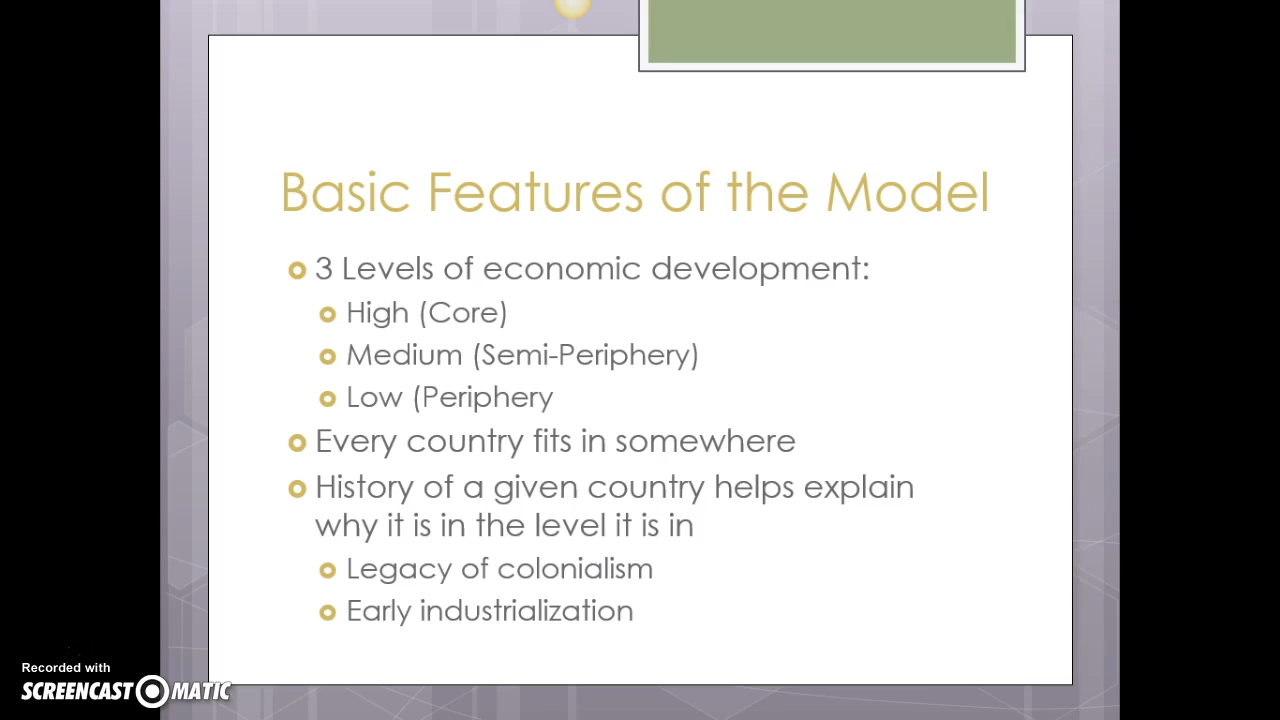 Basic Features of the Model
3 Levels of economic development:
High (Core)
Medium (Semi-Periphery)
Low (Periphery
Every country fits in somewhere
History of a given country helps explain
why it is in the level it is in
Legacy of colonialism
Early industrialization
Recorded with
SCREENCAST MATIC